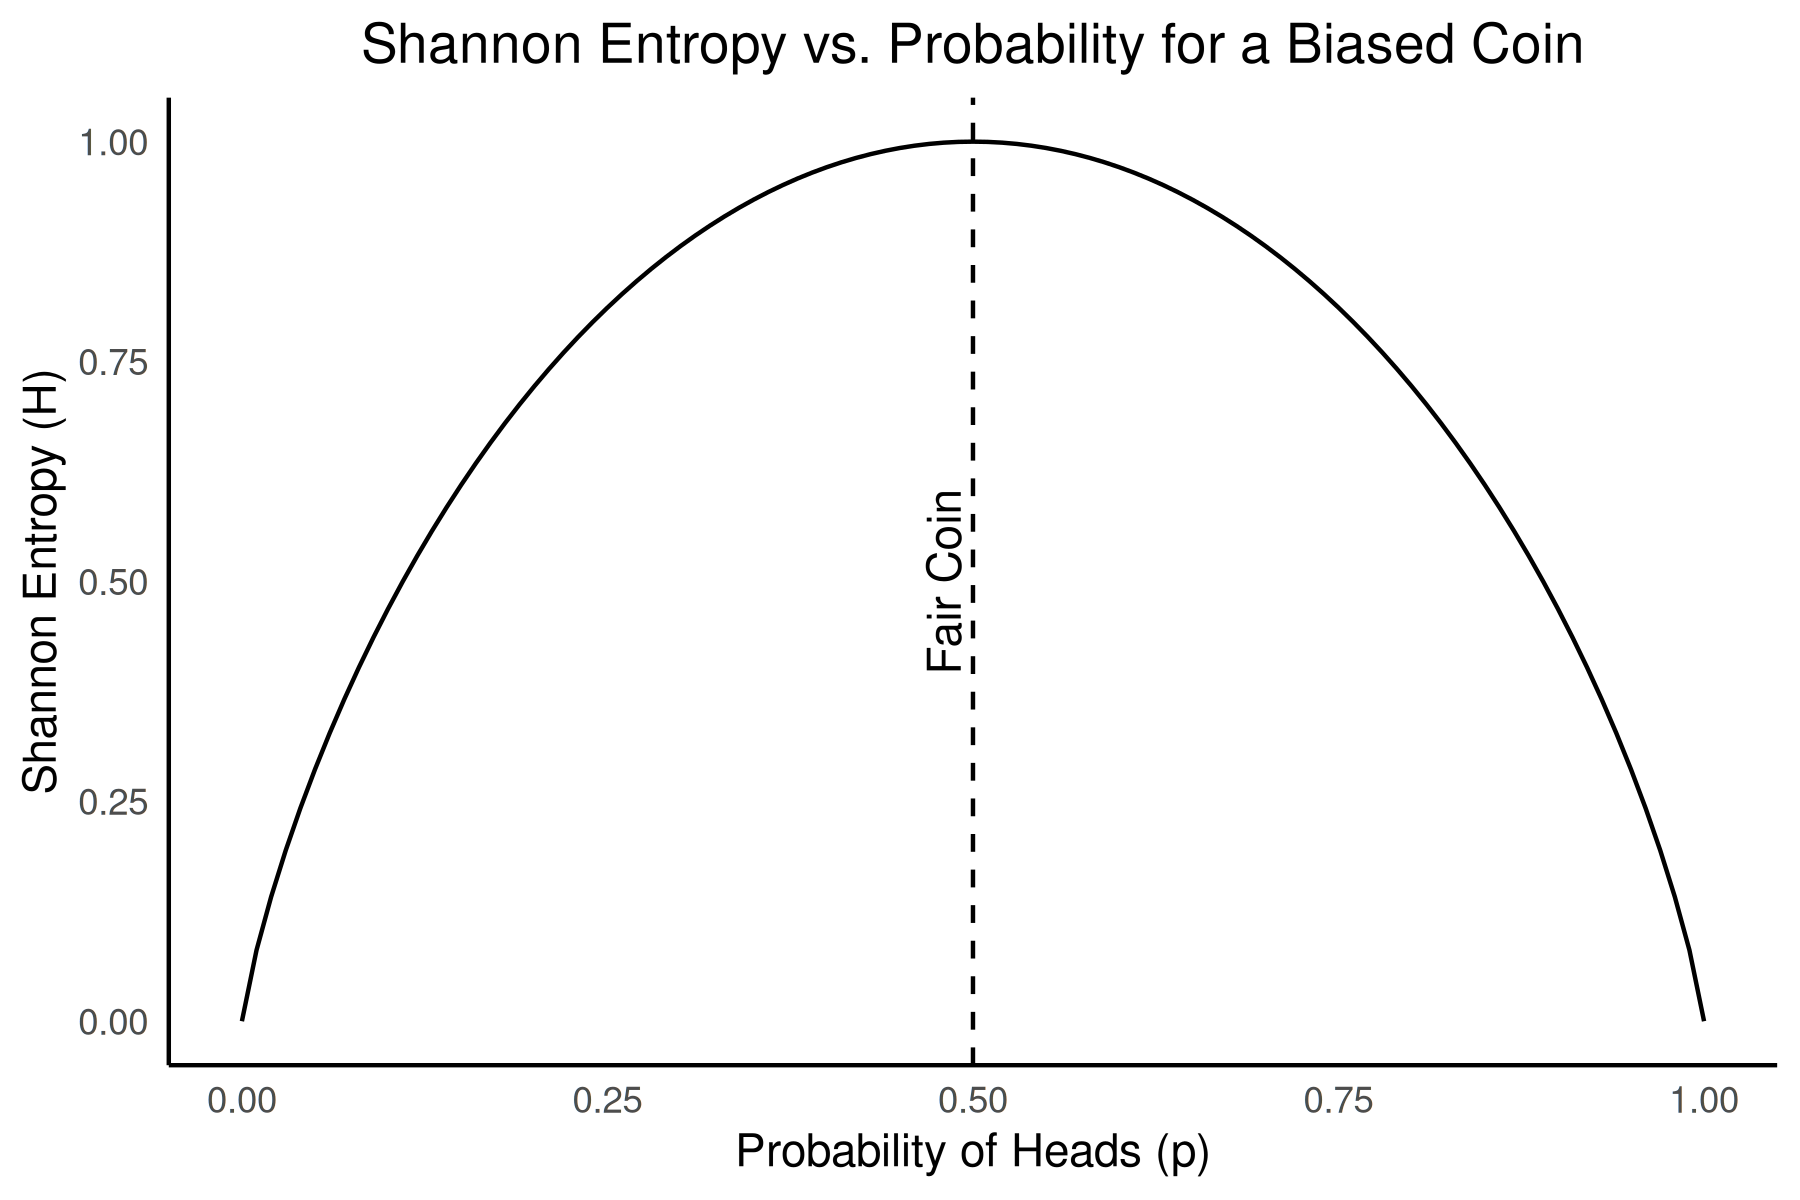 Shannon Entropy vs. Probability for a Biased Coin
Shannon Entropy (H)
1.00
0.75
0.50
0.25
0.00
Fair Coin
0.00
0.25
0.50
0.75
1.00
Probability of Heads (p)